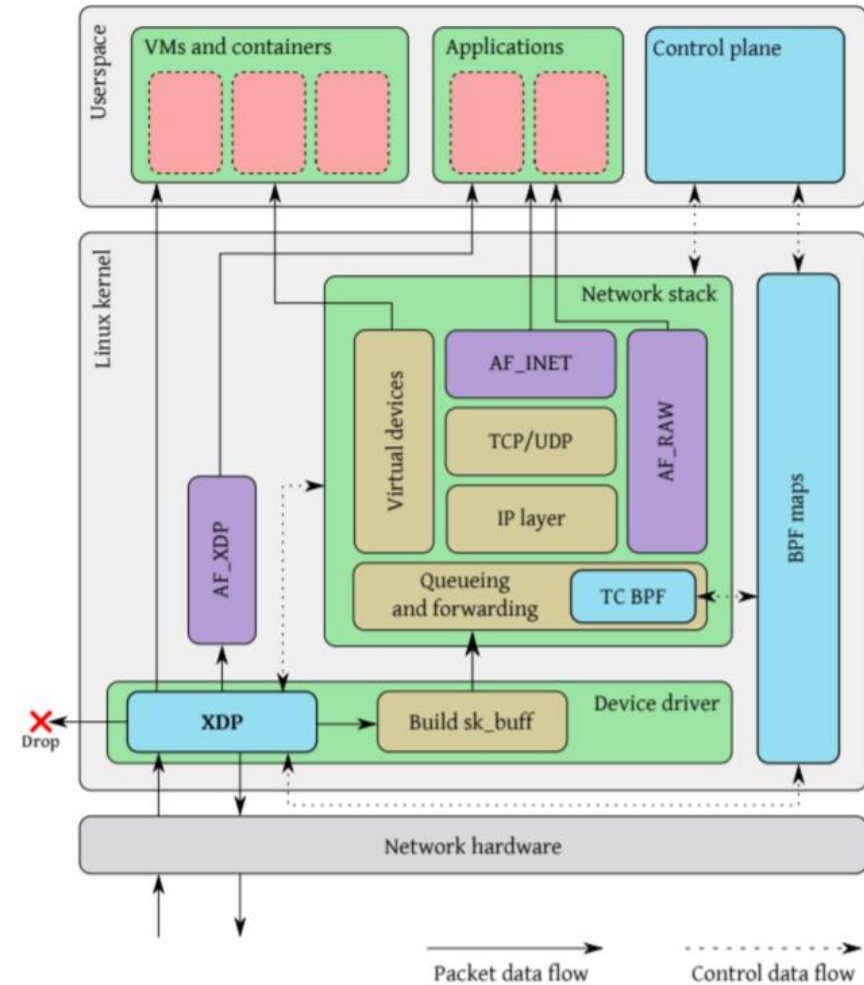 Userspace
VMs and containers
Applications
Control plane
Linux kernel
Network stack
Virtual devices
AF_INET
TCP/UDP
IP layer
AF_RAW
Queueing
and forwarding
TC BPF
BPF maps
AF_XDP
Device driver
XDP
Build sk_buff
Drop
Network hardware
Packet data flow
Control data flow